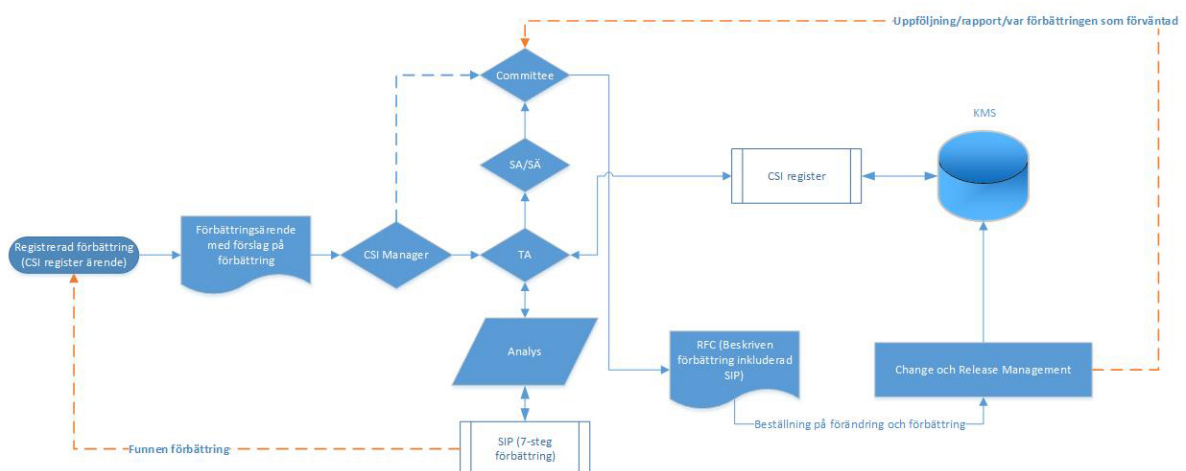 Uppföljning/rapport/var förbättringen som förväntad
Committee
KMS
SA/SÄ
CSI register
Förbättringsärende
med förslag på
förbättring
Registrerad förbättring
(CSI register ärende)
CSI Manager
TA
Analys
RFC (Beskriven
förbättring inkluderad
SIP)
Change och Release Management
Beställning på förändring och förbättring
Funnen förbättring
SIP (7-steg
förbättring)